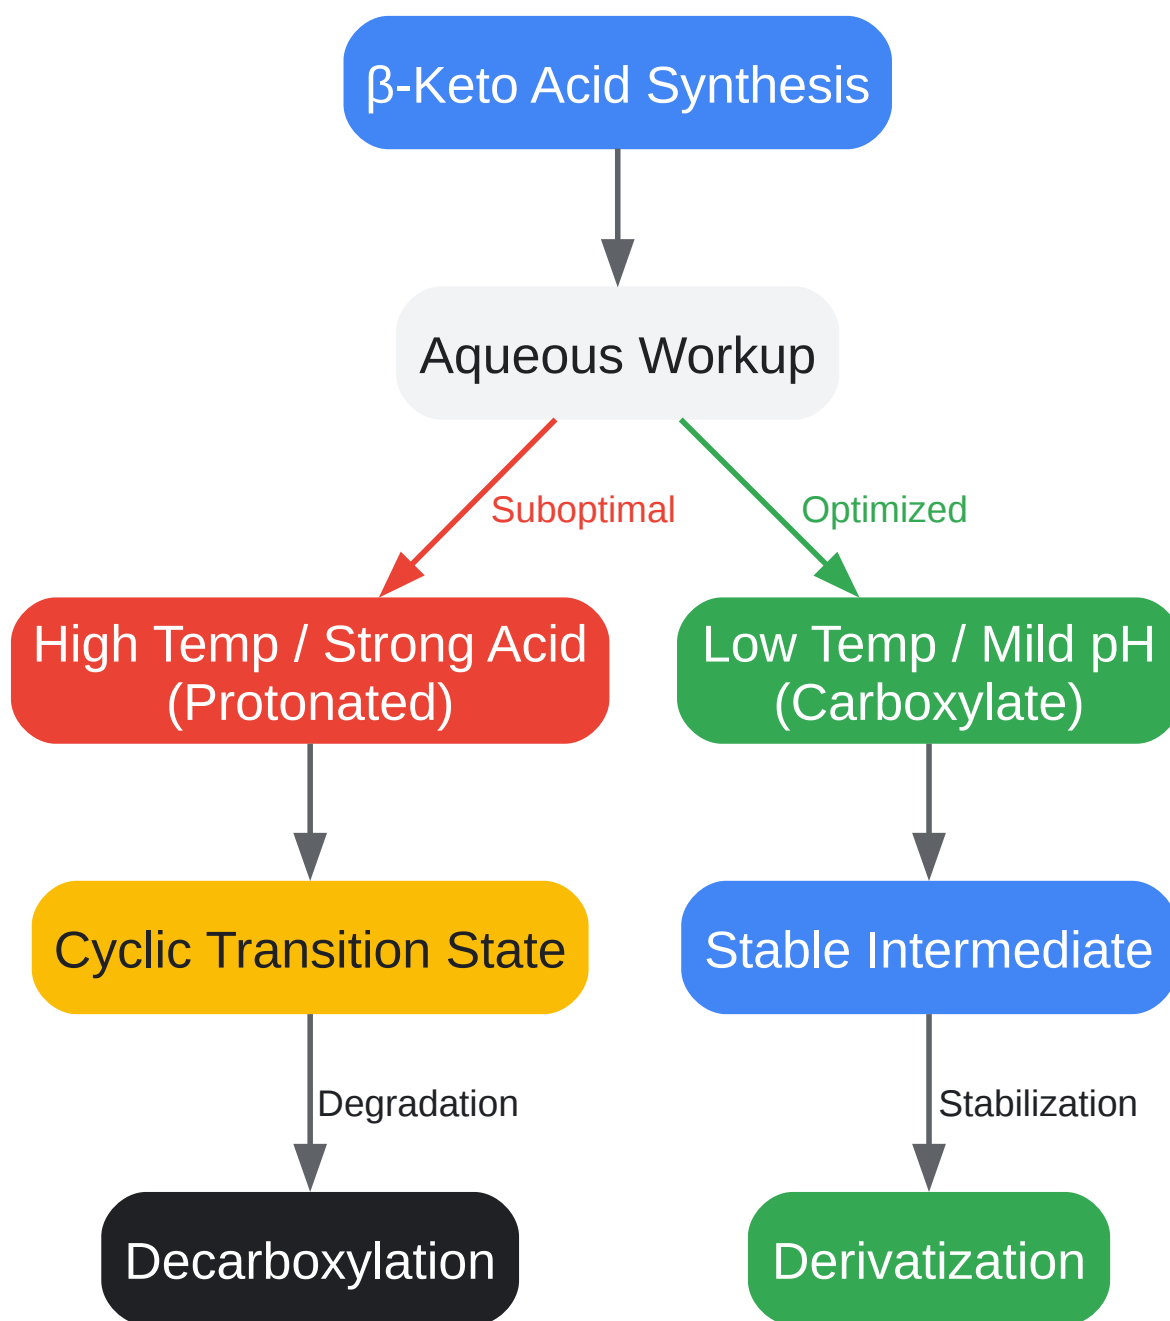 β-Keto Acid Synthesis
Aqueous Workup
Suboptimal
Optimized
High Temp / Strong Acid
(Protonated)
Low Temp / Mild pH
(Carboxylate)
Cyclic Transition State
Stable Intermediate
Degradation
Stabilization
Decarboxylation
Derivatization